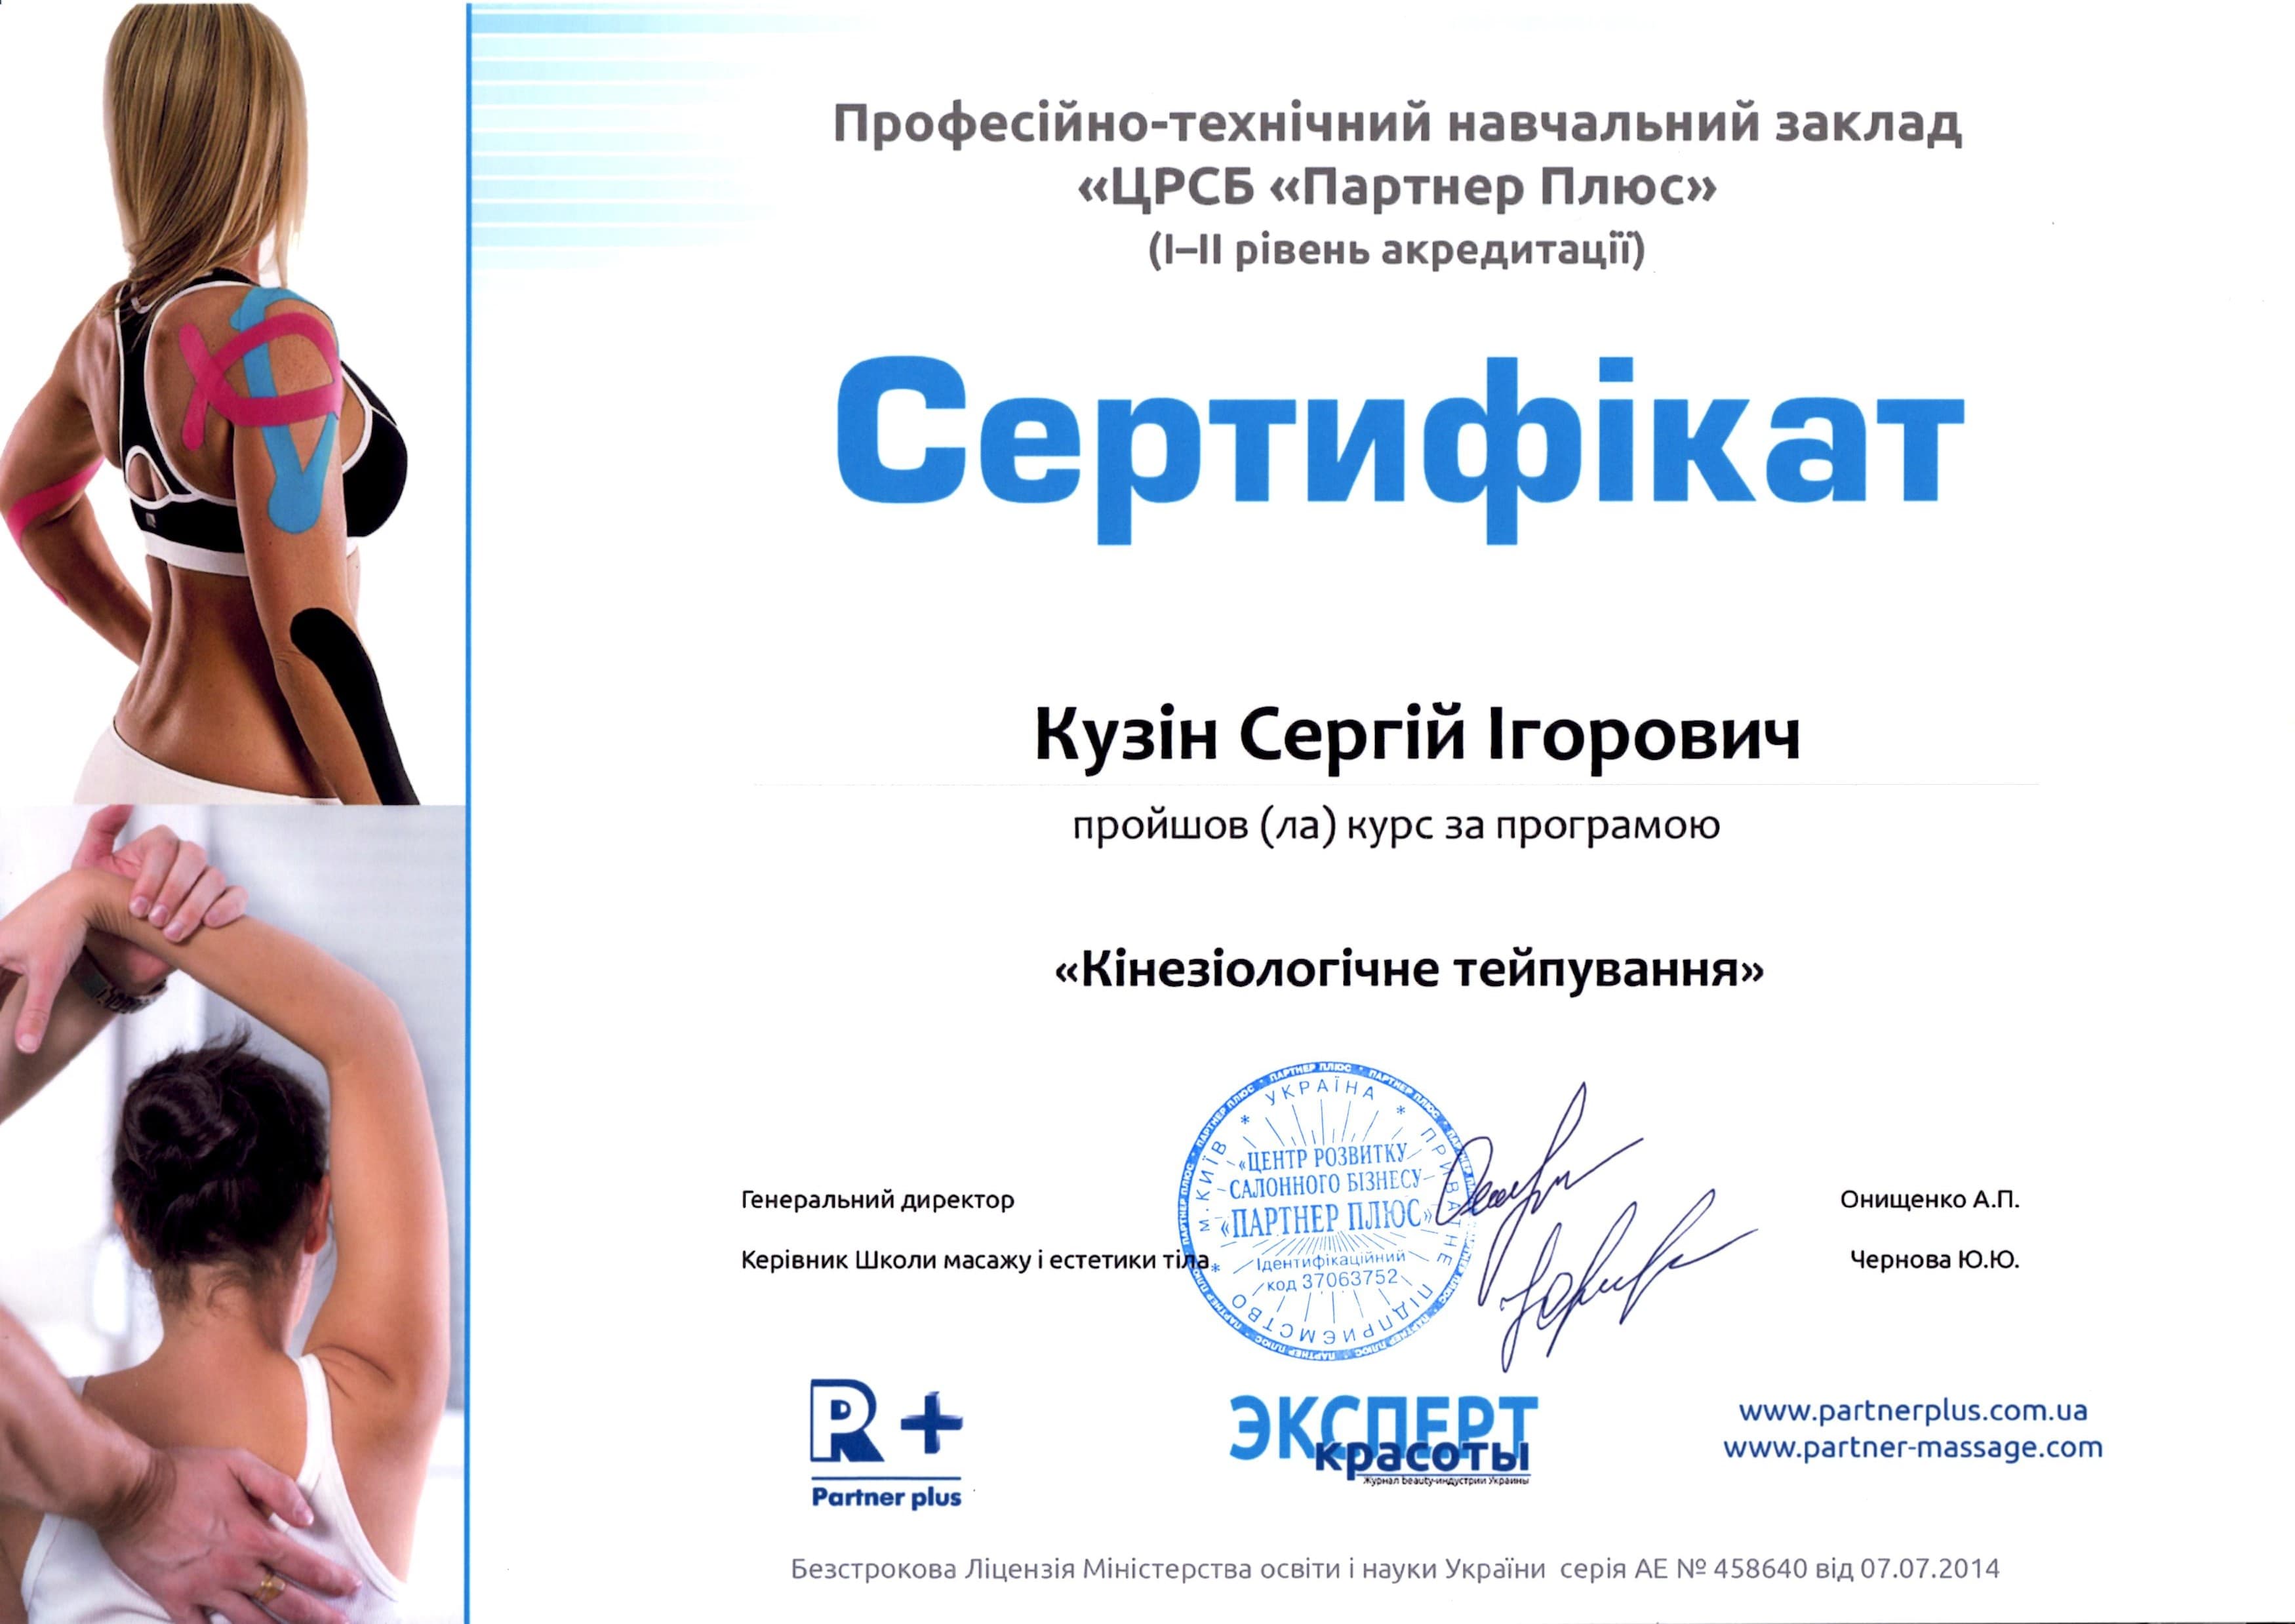 Професійно-технічний навчальний заклад
«ЦРСБ «Партнер Плюс»
(І–ІІ рівень акредитації)
Сертифікат
Кузін Сергій Ігорович
пройшов (ла) курс за програмою
«Кінезіологічне тейпування»
Генеральний директор
Онищенко А.П.
Керівник Школи масажу і естетики тіла
Чернова Ю.Ю.
ПАРТНЕР ПЛЮС * ПАРТНЕР ПЛЮС
* УКРАЇНА * ПРИВАТНЕ ПІДПРИЄМСТВО * м. КИЇВ
«ЦЕНТР РОЗВИТКУ
САЛОННОГО БІЗНЕСУ
«ПАРТНЕР ПЛЮС»
Ідентифікаційний
код 37063752
PR +
Partner plus
ЭКСПЕРТ
красоты
Журнал beauty-индустрии Украины
www.partnerplus.com.ua
www.partner-massage.com
Безстрокова Ліцензія Міністерства освіти і науки України серія АЕ № 458640 від 07.07.2014